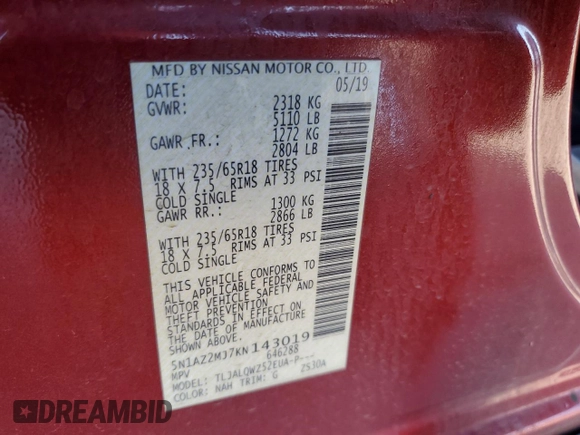 MFD BY NISSAN MOTOR CO., LTD.
DATE: 05/19
GVWR: 2318 KG
5110 LB
GAWR FR.: 1272 KG
2804 LB
WITH 235/65R18 TIRES
18 X 7.5 RIMS AT 33 PSI
COLD SINGLE
GAWR RR.: 1300 KG
2866 LB
WITH 235/65R18 TIRES
18 X 7.5 RIMS AT 33 PSI
COLD SINGLE
THIS VEHICLE CONFORMS TO
ALL APPLICABLE FEDERAL
MOTOR VEHICLE SAFETY AND
THEFT PREVENTION
STANDARDS IN EFFECT ON
THE DATE OF MANUFACTURE
SHOWN ABOVE.
5N1AZ2MJ7KN143019
MPV 646288
MODEL: TLJALQWZ52EUA-P---
COLOR: NAH TRIM: G ZS30A
DREAMBID